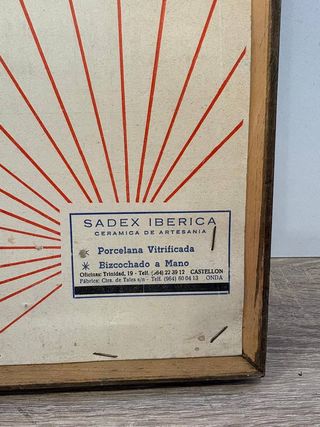 SADEX IBERICA
CERAMICA DE ARTESANIA
Porcelana Vitrificada
* Bizcochado a Mano
Oficinas: Trinidad, 19 - Telf. (964) 22 39 12 CASTELLON
Fábrica: Ctra. de Tales s/n - Telf. (964) 60 04 13 ONDA